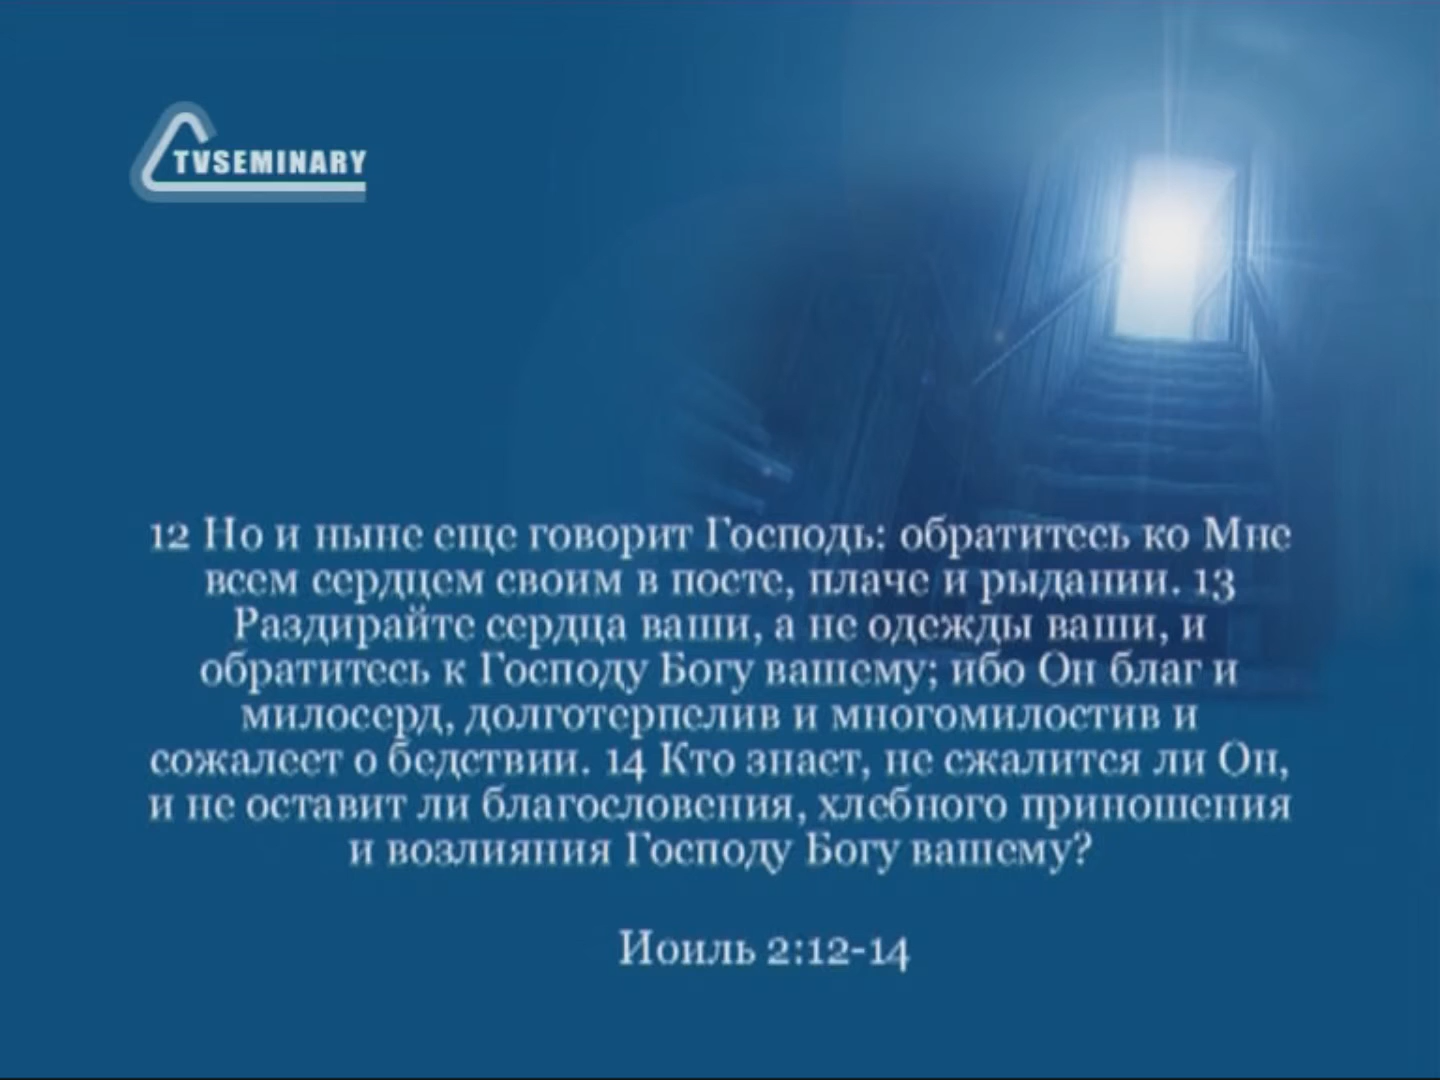 TVSEMINARY
12 Но и ныне еще говорит Господь: обратитесь ко Мне
всем сердцем своим в посте, плаче и рыдании. 13
Раздирайте сердца ваши, а не одежды ваши, и
обратитесь к Господу Богу вашему; ибо Он благ и
милосерд, долготерпелив и многомилостив и
сожалеет о бедствии. 14 Кто знает, не сжалится ли Он,
и не оставит ли благословения, хлебного приношения
и возлияния Господу Богу вашему?
Иоиль 2:12-14